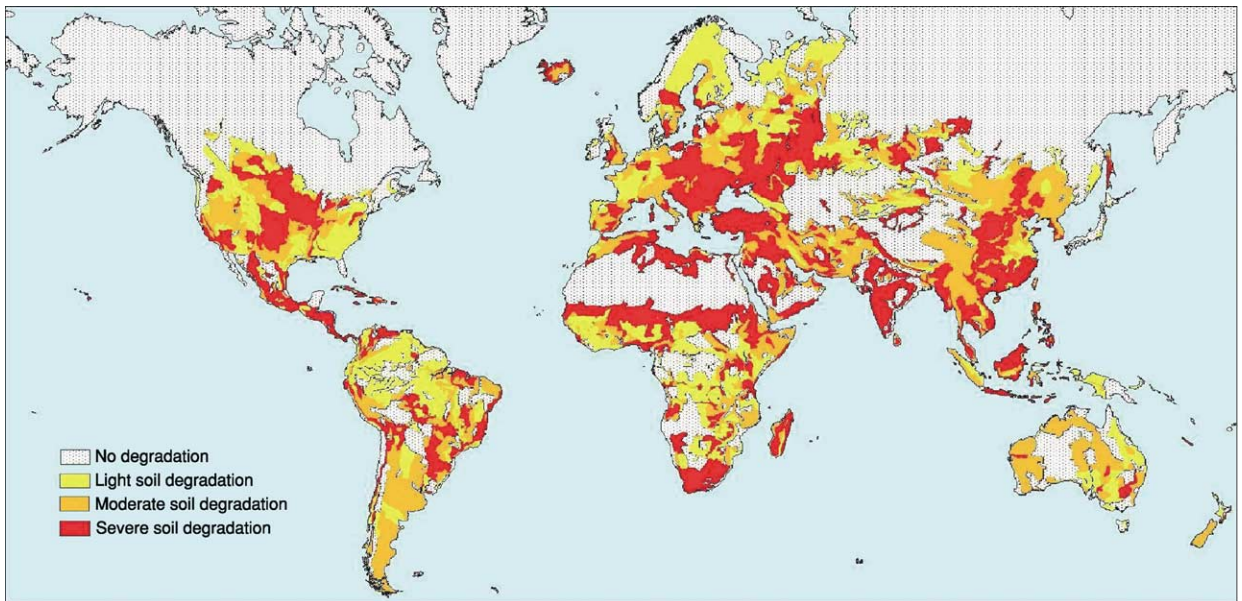 No degradation
Light soil degradation
Moderate soil degradation
Severe soil degradation